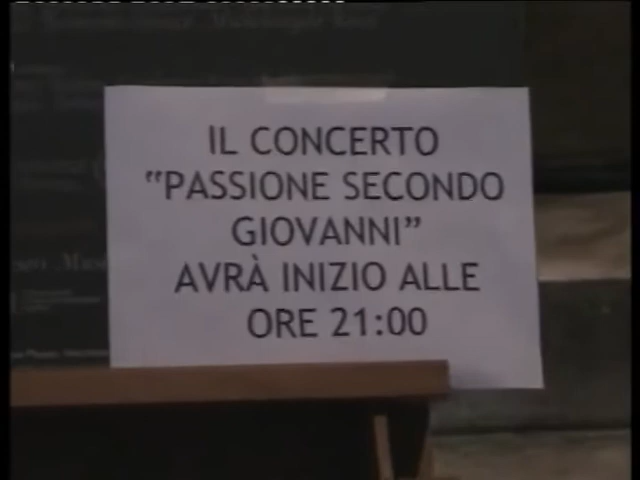 IL CONCERTO
“PASSIONE SECONDO
GIOVANNI”
AVRÀ INIZIO ALLE
ORE 21:00